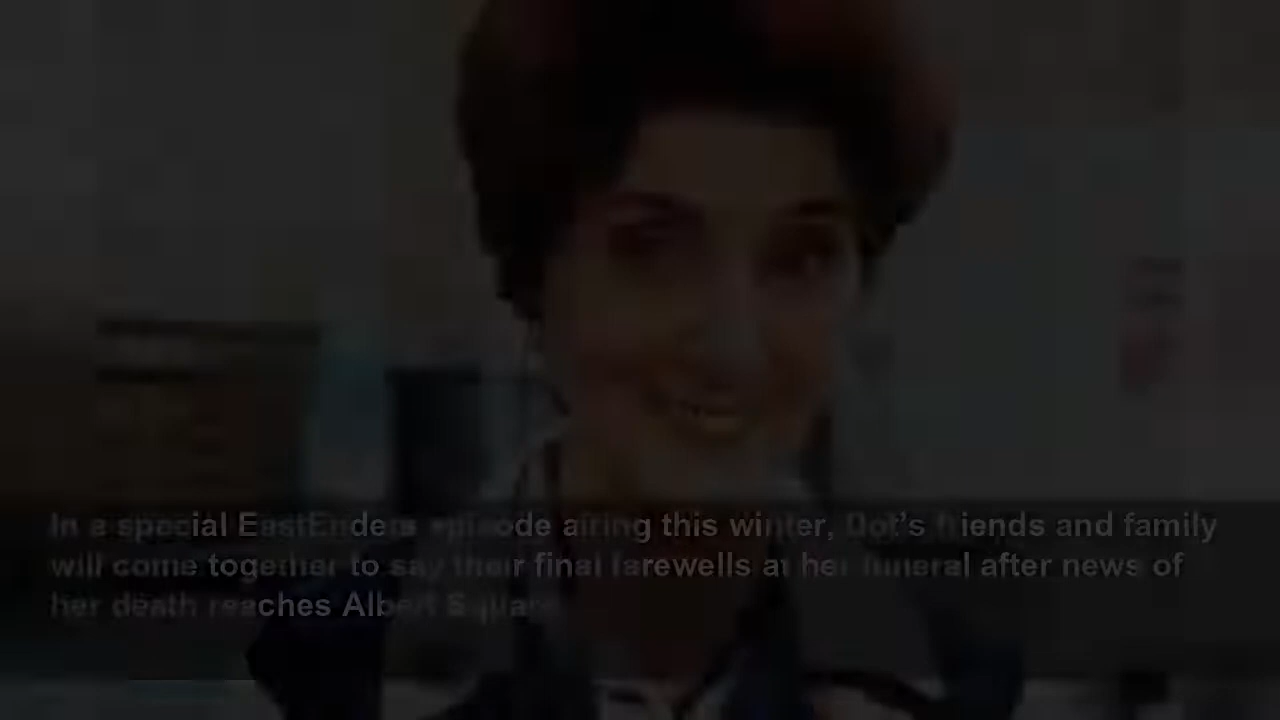 In a special EastEnders episode airing this winter, Dot’s friends and family
will come together to say their final farewells at her funeral after news of
her death reaches Albert Square.